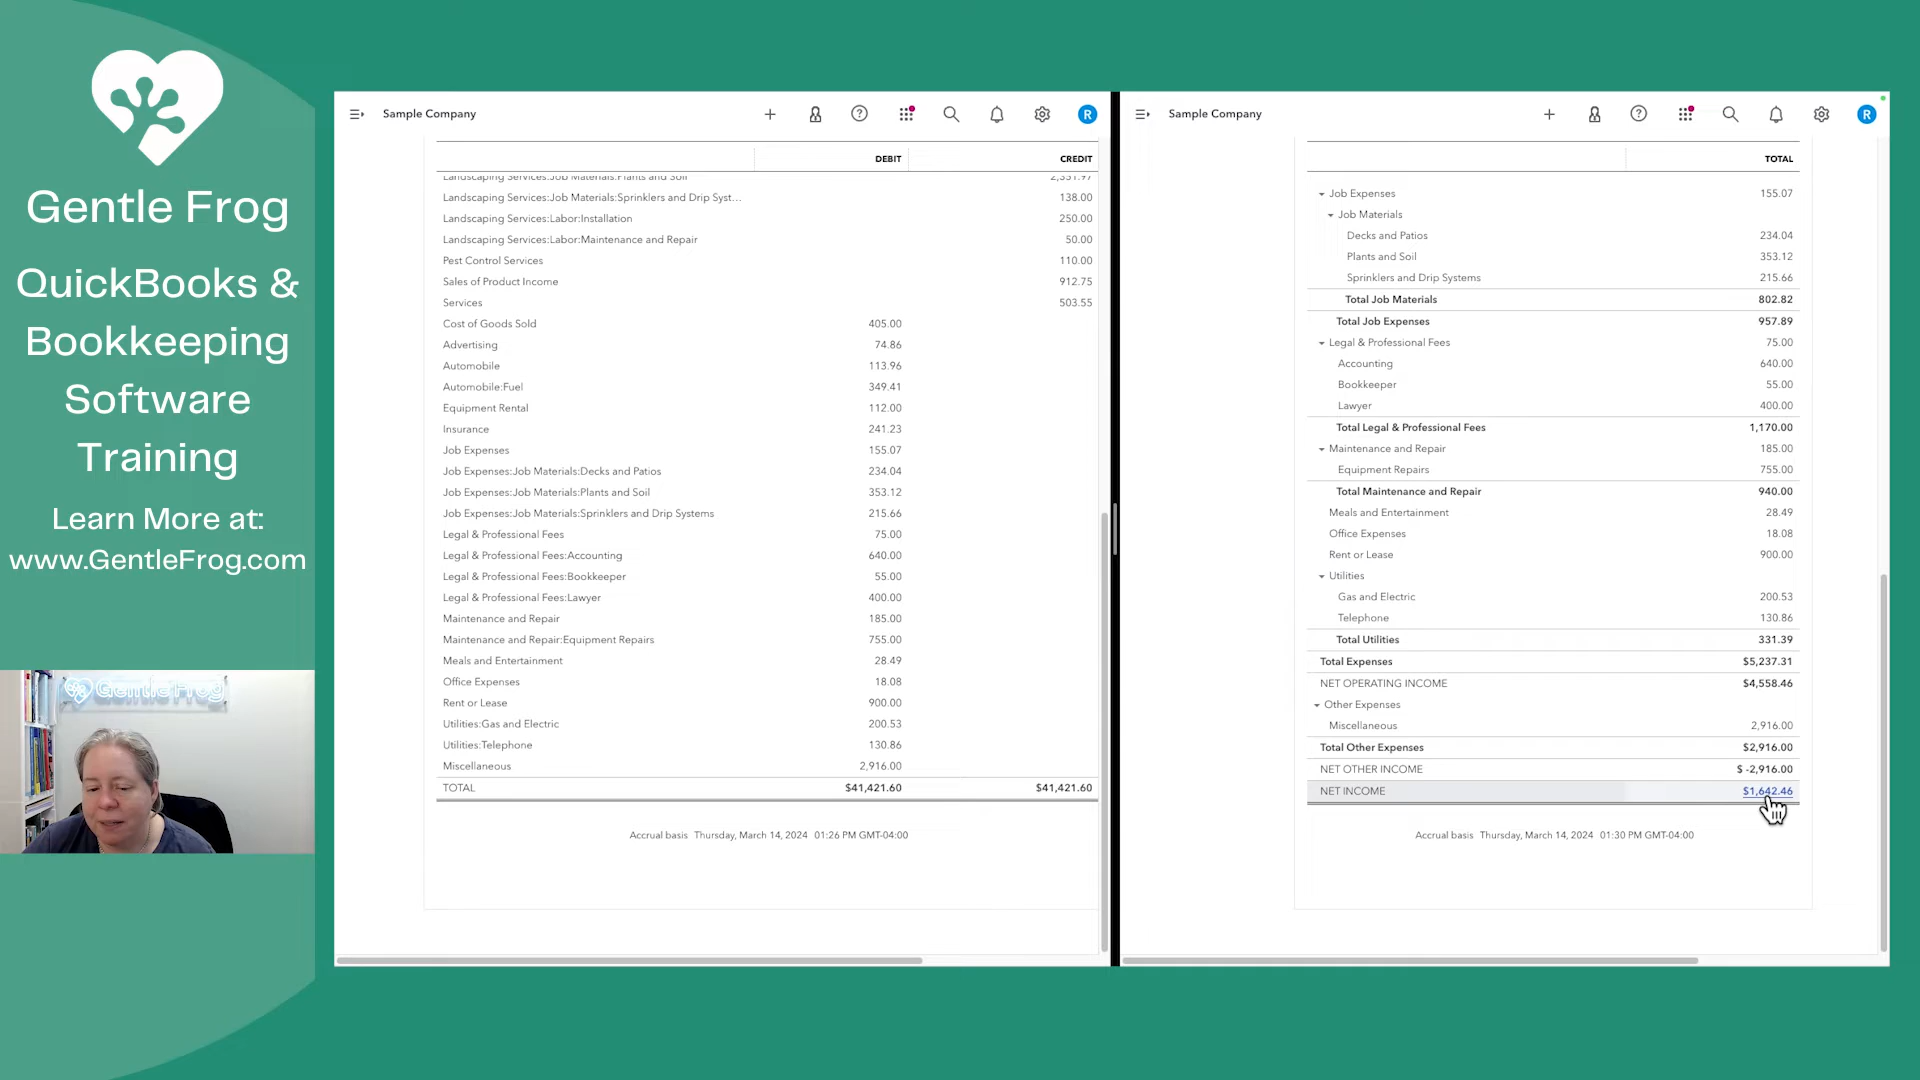 Gentle Frog
QuickBooks &
Bookkeeping
Software
Training
Learn More at:
www.GentleFrog.com
Gentle Frog
Sample Company
R
DEBIT CREDIT
Landscaping Services:Job Materials:Plants and Soil 2,351.97
Landscaping Services:Job Materials:Sprinklers and Drip Syst... 138.00
Landscaping Services:Labor:Installation 250.00
Landscaping Services:Labor:Maintenance and Repair 50.00
Pest Control Services 110.00
Sales of Product Income 912.75
Services 503.55
Cost of Goods Sold 405.00
Advertising 74.86
Automobile 113.96
Automobile:Fuel 349.41
Equipment Rental 112.00
Insurance 241.23
Job Expenses 155.07
Job Expenses:Job Materials:Decks and Patios 234.04
Job Expenses:Job Materials:Plants and Soil 353.12
Job Expenses:Job Materials:Sprinklers and Drip Systems 215.66
Legal & Professional Fees 75.00
Legal & Professional Fees:Accounting 640.00
Legal & Professional Fees:Bookkeeper 55.00
Legal & Professional Fees:Lawyer 400.00
Maintenance and Repair 185.00
Maintenance and Repair:Equipment Repairs 755.00
Meals and Entertainment 28.49
Office Expenses 18.08
Rent or Lease 900.00
Utilities:Gas and Electric 200.53
Utilities:Telephone 130.86
Miscellaneous 2,916.00
TOTAL $41,421.60 $41,421.60
Accrual basis Thursday, March 14, 2024 01:26 PM GMT-04:00
Sample Company
R
TOTAL
Job Expenses 155.07
Job Materials
Decks and Patios 234.04
Plants and Soil 353.12
Sprinklers and Drip Systems 215.66
Total Job Materials 802.82
Total Job Expenses 957.89
Legal & Professional Fees 75.00
Accounting 640.00
Bookkeeper 55.00
Lawyer 400.00
Total Legal & Professional Fees 1,170.00
Maintenance and Repair 185.00
Equipment Repairs 755.00
Total Maintenance and Repair 940.00
Meals and Entertainment 28.49
Office Expenses 18.08
Rent or Lease 900.00
Utilities
Gas and Electric 200.53
Telephone 130.86
Total Utilities 331.39
Total Expenses $5,237.31
NET OPERATING INCOME $4,558.46
Other Expenses
Miscellaneous 2,916.00
Total Other Expenses $2,916.00
NET OTHER INCOME $ -2,916.00
NET INCOME $1,642.46
Accrual basis Thursday, March 14, 2024 01:30 PM GMT-04:00